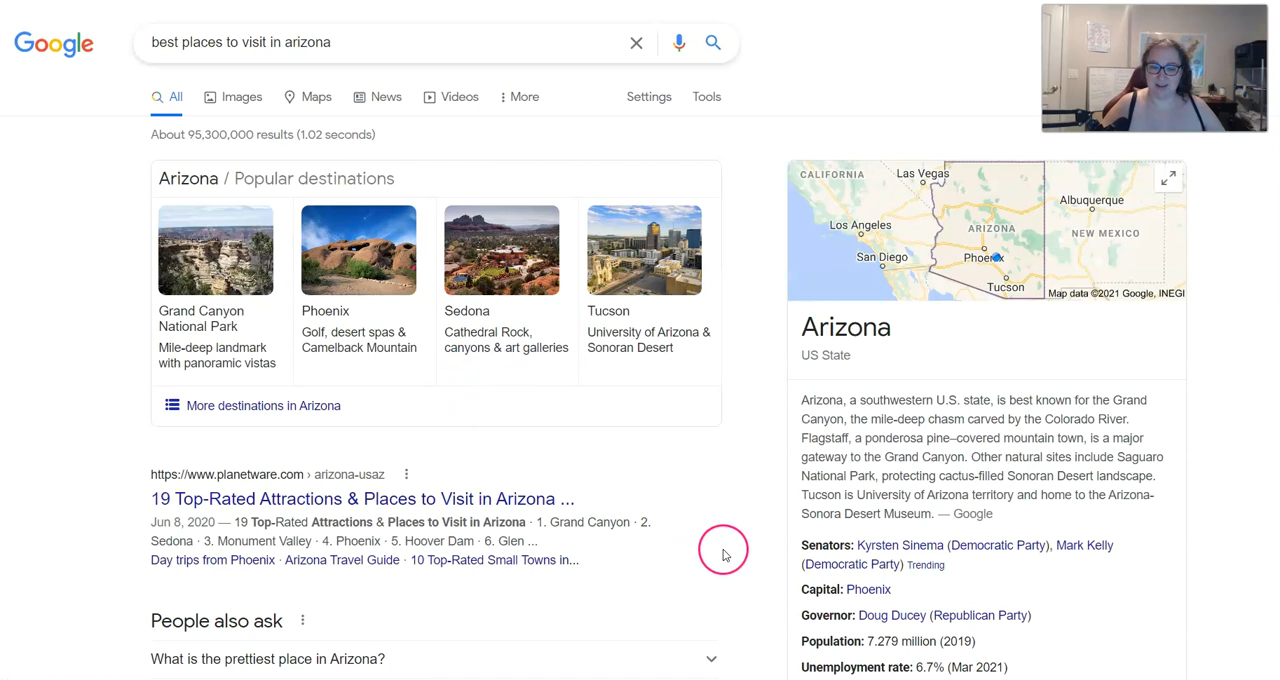 Google
best places to visit in arizona
All
Images
Maps
News
Videos
More
Settings
Tools
About 95,300,000 results (1.02 seconds)
Arizona / Popular destinations
Grand Canyon
National Park
Mile-deep landmark
with panoramic vistas
Phoenix
Golf, desert spas &
Camelback Mountain
Sedona
Cathedral Rock,
canyons & art galleries
Tucson
University of Arizona &
Sonoran Desert
More destinations in Arizona
https://www.planetware.com › arizona-usaz
19 Top-Rated Attractions & Places to Visit in Arizona ...
Jun 8, 2020 — 19 Top-Rated Attractions & Places to Visit in Arizona · 1. Grand Canyon · 2.
Sedona · 3. Monument Valley · 4. Phoenix · 5. Hoover Dam · 6. Glen ...
Day trips from Phoenix · Arizona Travel Guide · 10 Top-Rated Small Towns in...
People also ask
What is the prettiest place in Arizona?
CALIFORNIA
Las Vegas
Los Angeles
San Diego
ARIZONA
Phoenix
Tucson
Albuquerque
NEW MEXICO
Map data ©2021 Google, INEGI
Arizona
US State
Arizona, a southwestern U.S. state, is best known for the Grand
Canyon, the mile-deep chasm carved by the Colorado River.
Flagstaff, a ponderosa pine–covered mountain town, is a major
gateway to the Grand Canyon. Other natural sites include Saguaro
National Park, protecting cactus-filled Sonoran Desert landscape.
Tucson is University of Arizona territory and home to the Arizona-
Sonora Desert Museum. — Google
Senators: Kyrsten Sinema (Democratic Party), Mark Kelly
(Democratic Party) Trending
Capital: Phoenix
Governor: Doug Ducey (Republican Party)
Population: 7.279 million (2019)
Unemployment rate: 6.7% (Mar 2021)